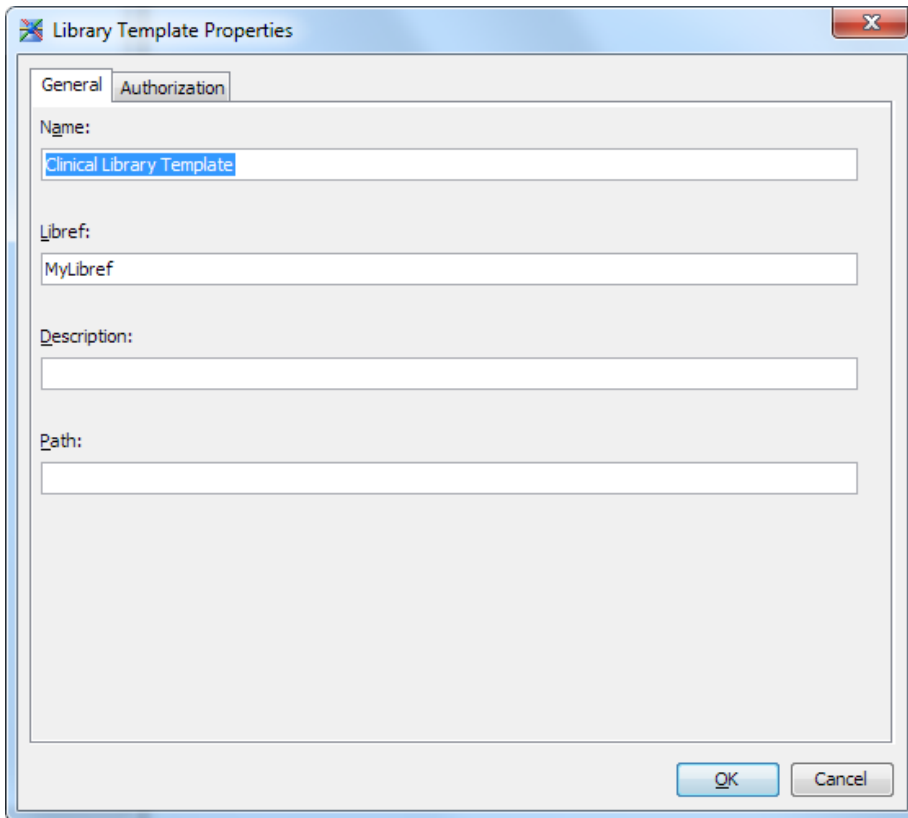 Library Template Properties
General
Authorization
Name:
Clinical Library Template
Libref:
MyLibref
Description:
Path:
OK
Cancel